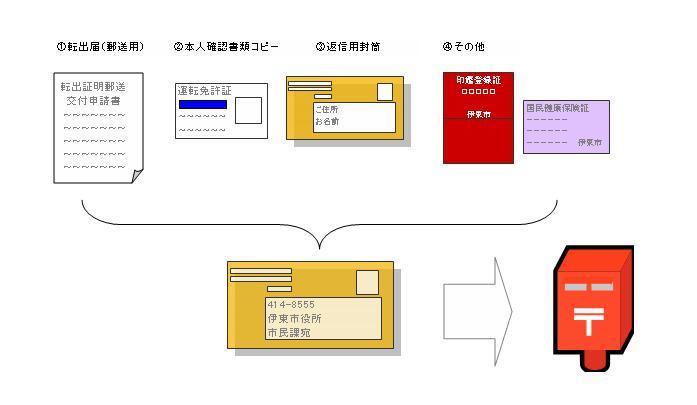 ①転出届(郵送用)
②本人確認書類コピー
③返信用封筒
④その他
転出証明郵送
交付申請書
運転免許証
ご住所
お名前
印鑑登録証
□□□□□
伊東市
国民健康保険証
伊東市
414-8555
伊東市役所
市民課宛
〒